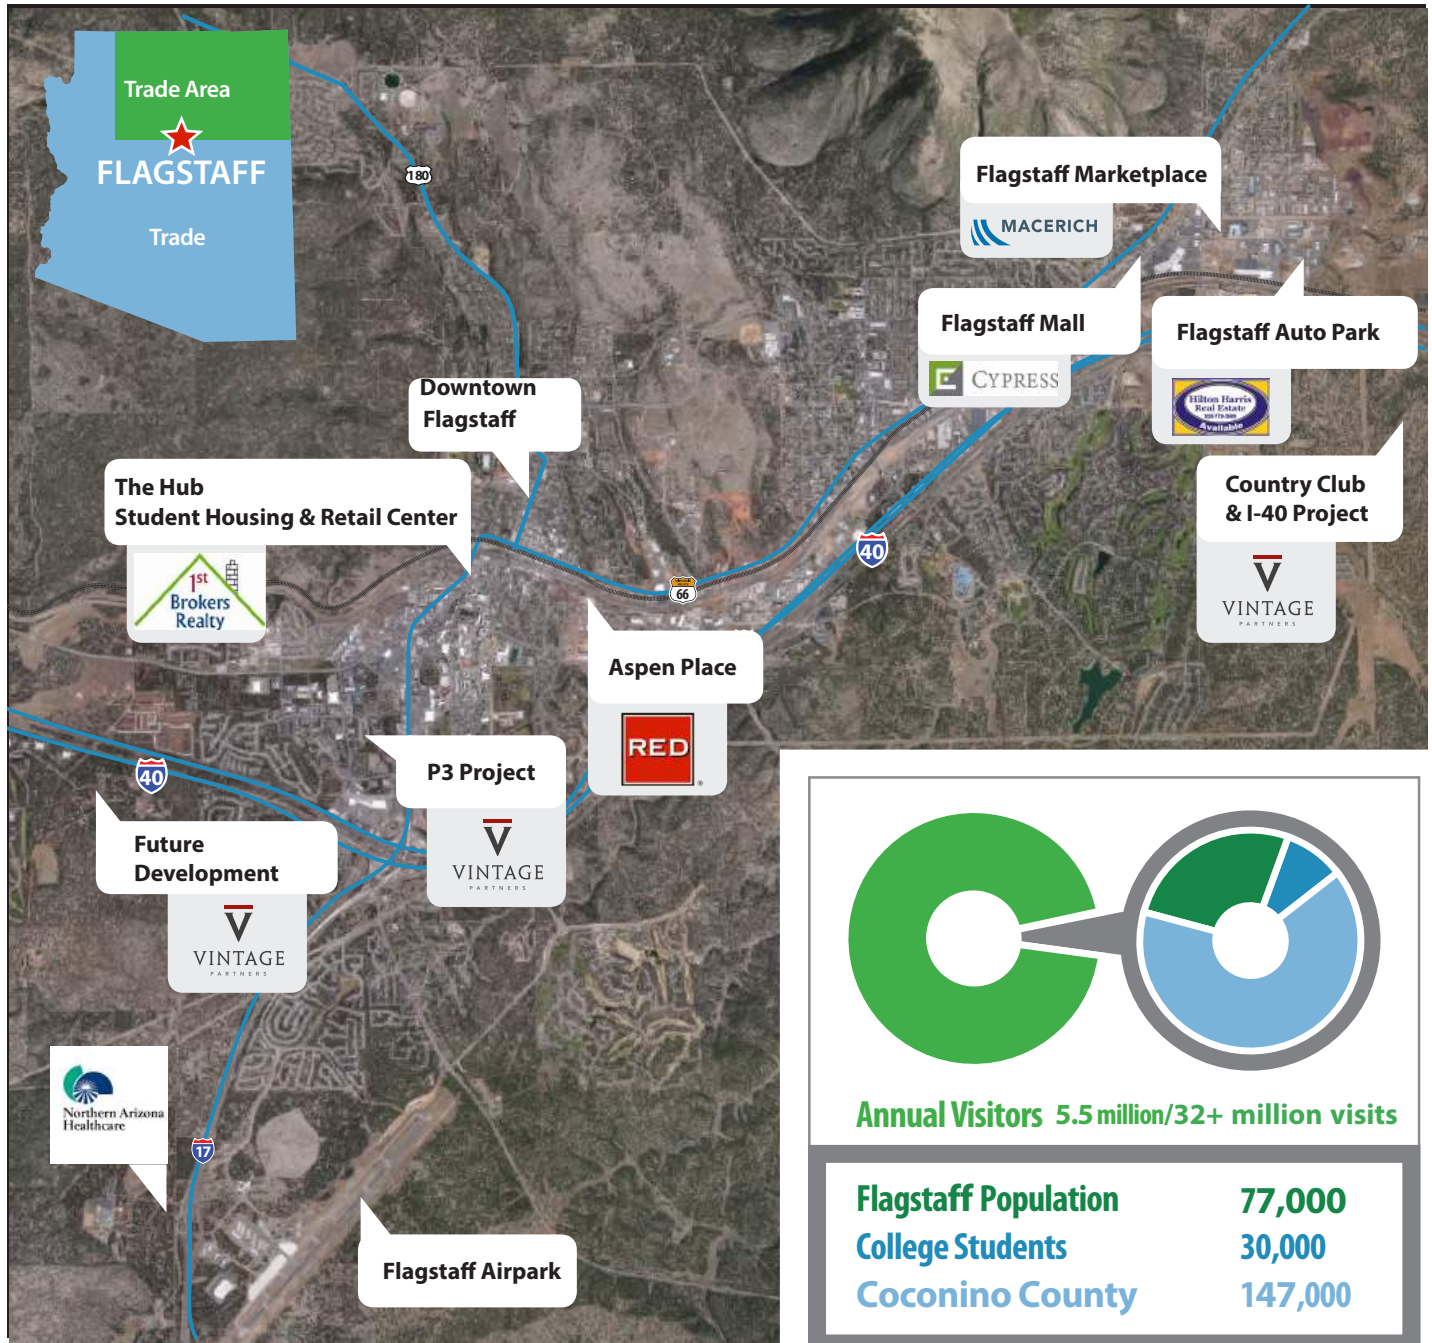 Trade Area
FLAGSTAFF
Trade
180
Flagstaff Marketplace
MACERICH
Flagstaff Mall
CYPRESS
Flagstaff Auto Park
Hilton Harris
Real Estate
Available
Downtown
Flagstaff
The Hub
Student Housing & Retail Center
1st
Brokers
Realty
Country Club
& I-40 Project
VINTAGE
PARTNERS
40
66
Aspen Place
RED
®
40
P3 Project
VINTAGE
PARTNERS
Future
Development
VINTAGE
PARTNERS
Northern Arizona
Healthcare
17
Flagstaff Airpark
Annual Visitors 5.5 million/32+ million visits
Flagstaff Population 77,000
College Students 30,000
Coconino County 147,000